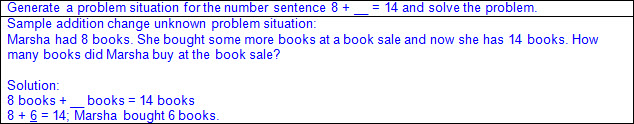 Generate a problem situation for the number sentence 8 + __ = 14 and solve the problem.
Sample addition change unknown problem situation:
Marsha had 8 books. She bought some more books at a book sale and now she has 14 books. How
many books did Marsha buy at the book sale?
Solution:
8 books + __ books = 14 books
8 + 6 = 14; Marsha bought 6 books.